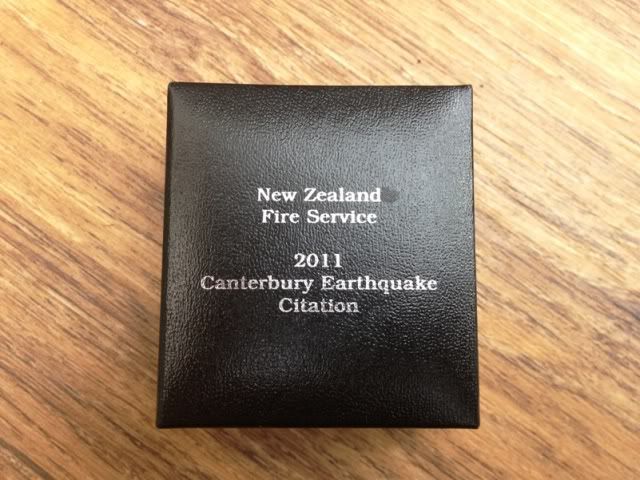 New Zealand
Fire Service
2011
Canterbury Earthquake
Citation